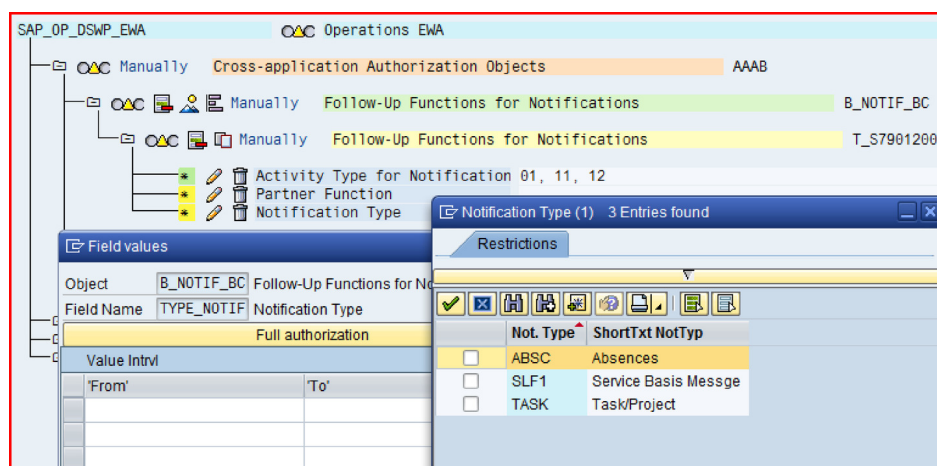 SAP_OP_DSWP_EWA Operations EWA
Manually Cross-application Authorization Objects AAAB
Manually Follow-Up Functions for Notifications B_NOTIF_BC
Manually Follow-Up Functions for Notifications T_S7901200
* Activity Type for Notification 01, 11, 12
* Partner Function
* Notification Type
Field values
Object B_NOTIF_BC Follow-Up Functions for No
Field Name TYPE_NOTIF Notification Type
Full authorization
Value Intrvl
'From' 'To'
Notification Type (1) 3 Entries found
Restrictions
Not. Type ShortTxt NotTyp
ABSC Absences
SLF1 Service Basis Messge
TASK Task/Project